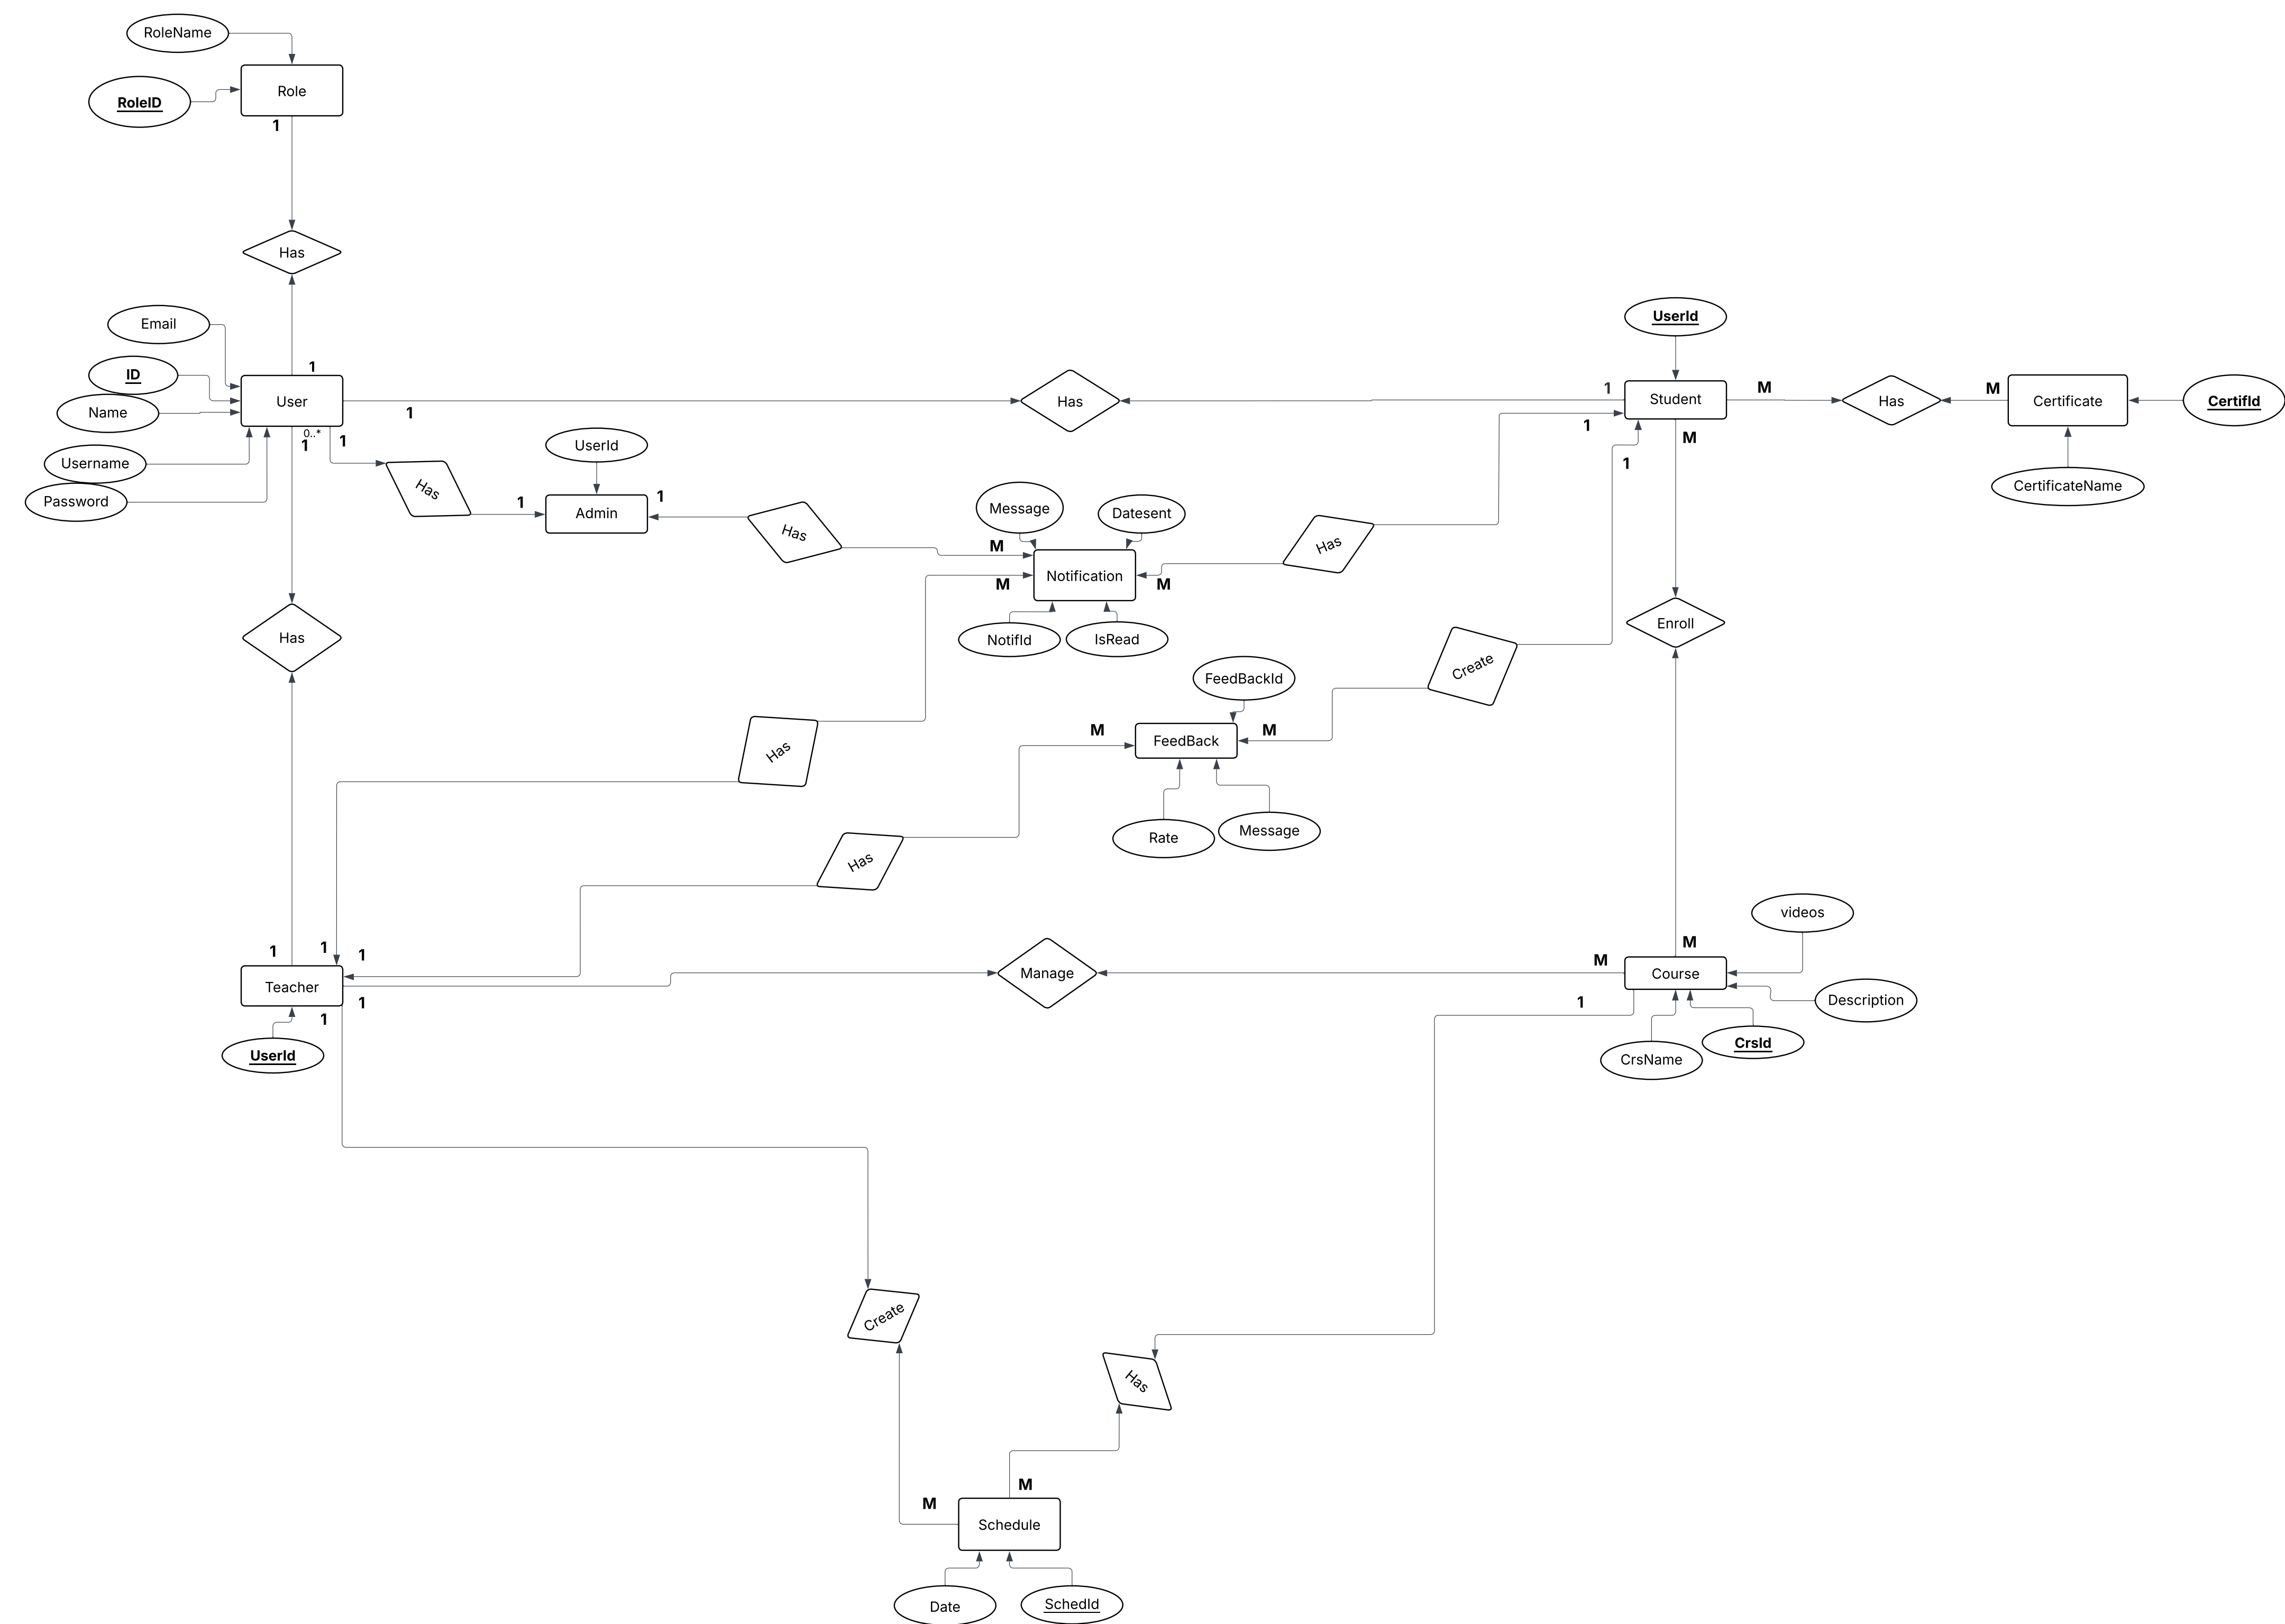 RoleName
Role
RoleID
1
Has
Email
1
ID
User
Name
1
0..*
1
1
Username
Password
Has
1
UserId
Admin
1
Has
Has
1
UserId
Student
M
Has
M
Certificate
CertifId
CertificateName
1
1
M
Message
Datesent
M
Notification
M
M
NotifId
IsRead
Has
Has
Enroll
Create
FeedBackId
Has
M
FeedBack
M
Rate
Message
Has
videos
1
1
1
M
M
Teacher
Manage
Course
Description
1
1
1
UserId
CrsName
CrsId
Create
Has
M
M
Schedule
Date
SchedId